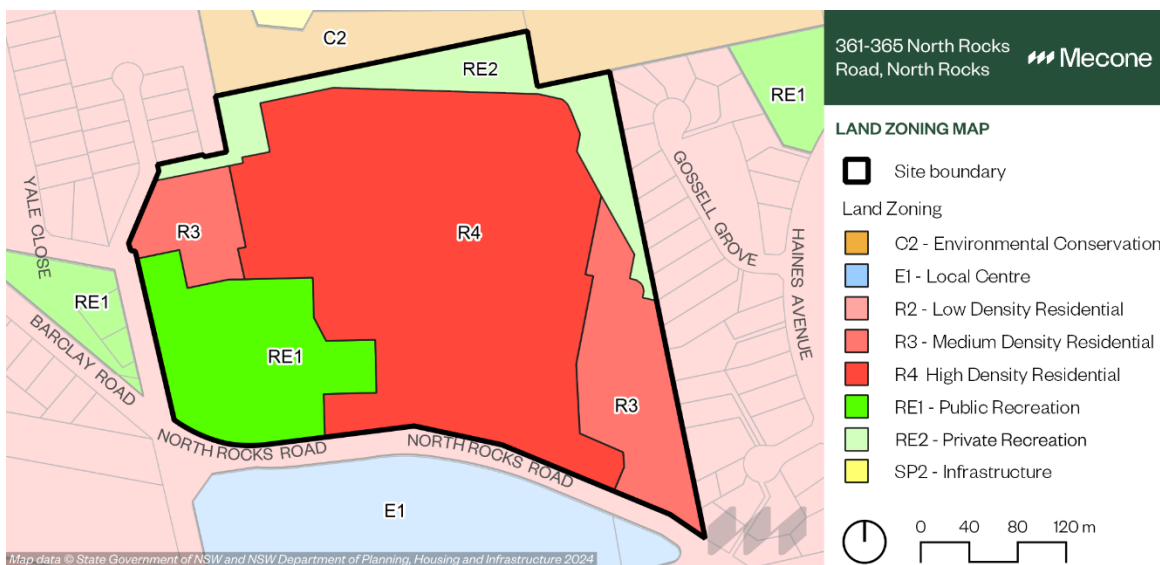 C2
RE2
RE1
YALE CLOSE
GOSSELL GROVE
HAINES AVENUE
R3
R4
RE1
BARCLAY ROAD
RE1
R3
NORTH ROCKS ROAD
NORTH ROCKS ROAD
E1
Map data © State Government of NSW and NSW Department of Planning, Housing and Infrastructure 2024
361-365 North Rocks
Road, North Rocks
Mecone
LAND ZONING MAP
Site boundary
Land Zoning
C2 - Environmental Conservation
E1 - Local Centre
R2 - Low Density Residential
R3 - Medium Density Residential
R4 High Density Residential
RE1 - Public Recreation
RE2 - Private Recreation
SP2 - Infrastructure
0 40 80 120 m